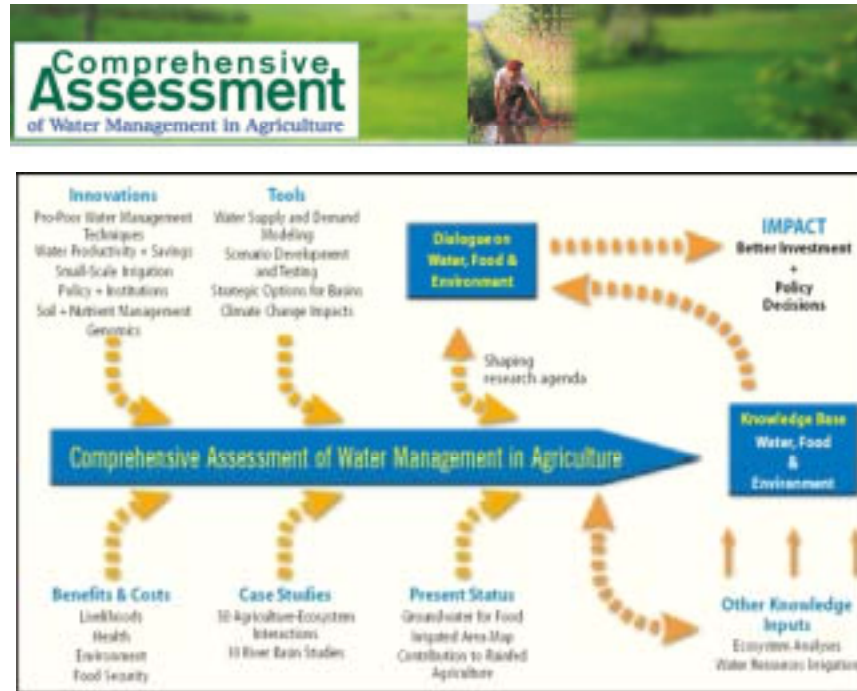 Comprehensive
Assessment
of Water Management in Agriculture
Innovations
Pro-Poor Water Management
Techniques
Water Productivity + Savings
Small-Scale Irrigation
Policy + Institutions
Soil + Nutrient Management
Genomics
Tools
Water Supply and Demand
Modeling
Scenario Development
and Testing
Strategic Options for Basins
Climate Change Impacts
Dialogue on
Water, Food &
Environment
IMPACT
Better Investment
+
Policy
Decisions
Shaping
research agenda
Comprehensive Assessment of Water Management in Agriculture
Knowledge Base
Water, Food
&
Environment
Benefits & Costs
Livelihoods
Health
Environment
Food Security
Case Studies
Agriculture-Ecosystem
Interactions
10 River Basin Studies
Present Status
Groundwater for Food
Irrigated Area Map
Contribution to Rainfed
Agriculture
Other Knowledge
Inputs
Ecosystem Analyses
Water Resources Irrigation